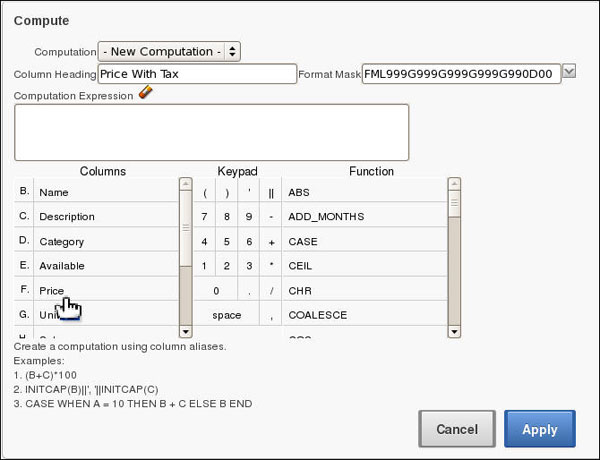 Compute
Computation - New Computation -
Column Heading Price With Tax Format Mask FML999G999G999G999G990D00
Computation Expression
Columns Keypad Function
B. Name ( ) ' || ABS
C. Description 7 8 9 - ADD_MONTHS
D. Category 4 5 6 + CASE
E. Available 1 2 3 * CEIL
F. Price 0 . / CHR
G. space , COALESCE
H.
Create a computation using column aliases.
Examples:
1. (B+C)*100
2. INITCAP(B)||', '||INITCAP(C)
3. CASE WHEN A = 10 THEN B + C ELSE B END
Cancel Apply